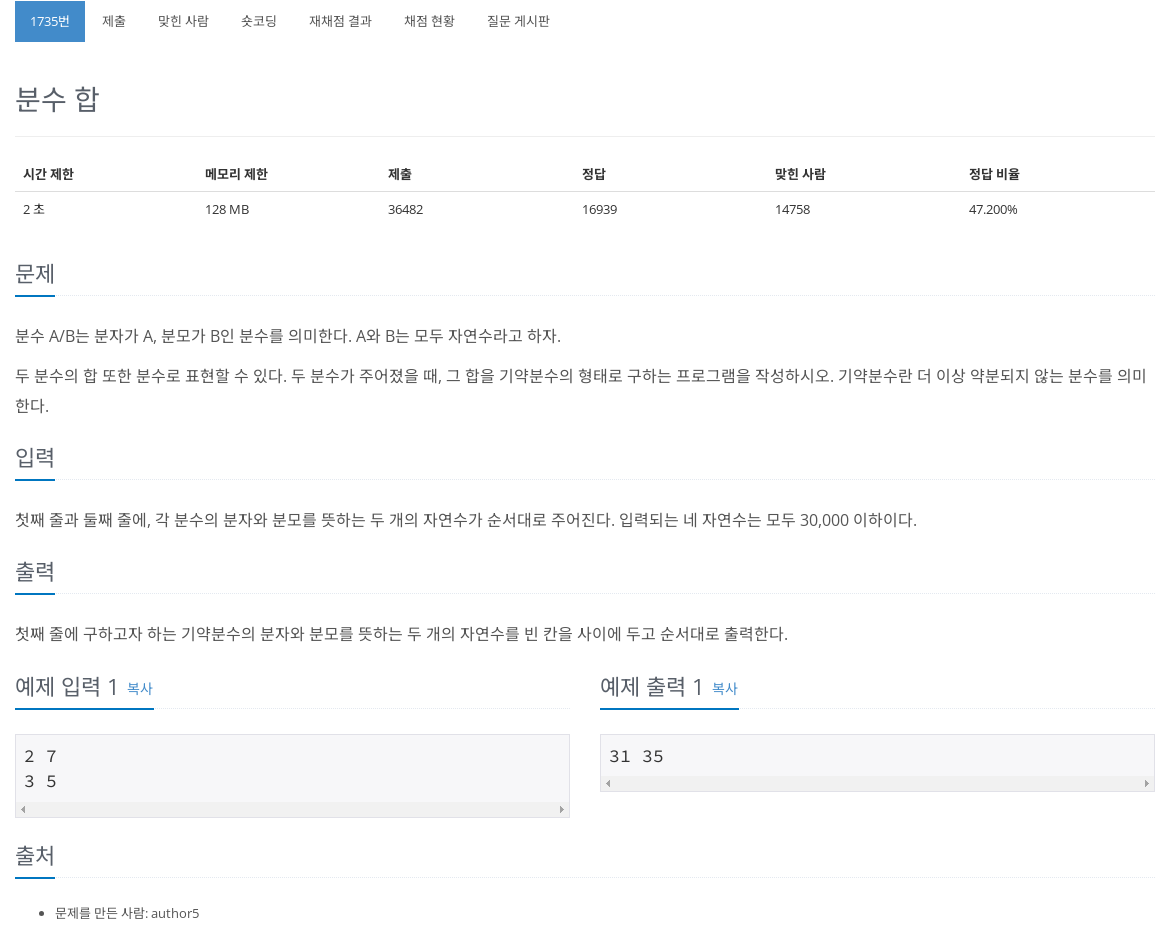 1735번 제출 맞힌 사람 숏코딩 재채점 결과 채점 현황 질문 게시판
분수 합
시간 제한 메모리 제한 제출 정답 맞힌 사람 정답 비율
2 초 128 MB 36482 16939 14758 47.200%
문제
분수 A/B는 분자가 A, 분모가 B인 분수를 의미한다. A와 B는 모두 자연수라고 하자.
두 분수의 합 또한 분수로 표현할 수 있다. 두 분수가 주어졌을 때, 그 합을 기약분수의 형태로 구하는 프로그램을 작성하시오. 기약분수란 더 이상 약분되지 않는 분수를 의미
한다.
입력
첫째 줄과 둘째 줄에, 각 분수의 분자와 분모를 뜻하는 두 개의 자연수가 순서대로 주어진다. 입력되는 네 자연수는 모두 30,000 이하이다.
출력
첫째 줄에 구하고자 하는 기약분수의 분자와 분모를 뜻하는 두 개의 자연수를 빈 칸을 사이에 두고 순서대로 출력한다.
예제 입력 1 복사
2 7
3 5
예제 출력 1 복사
31 35
출처
문제를 만든 사람: author5